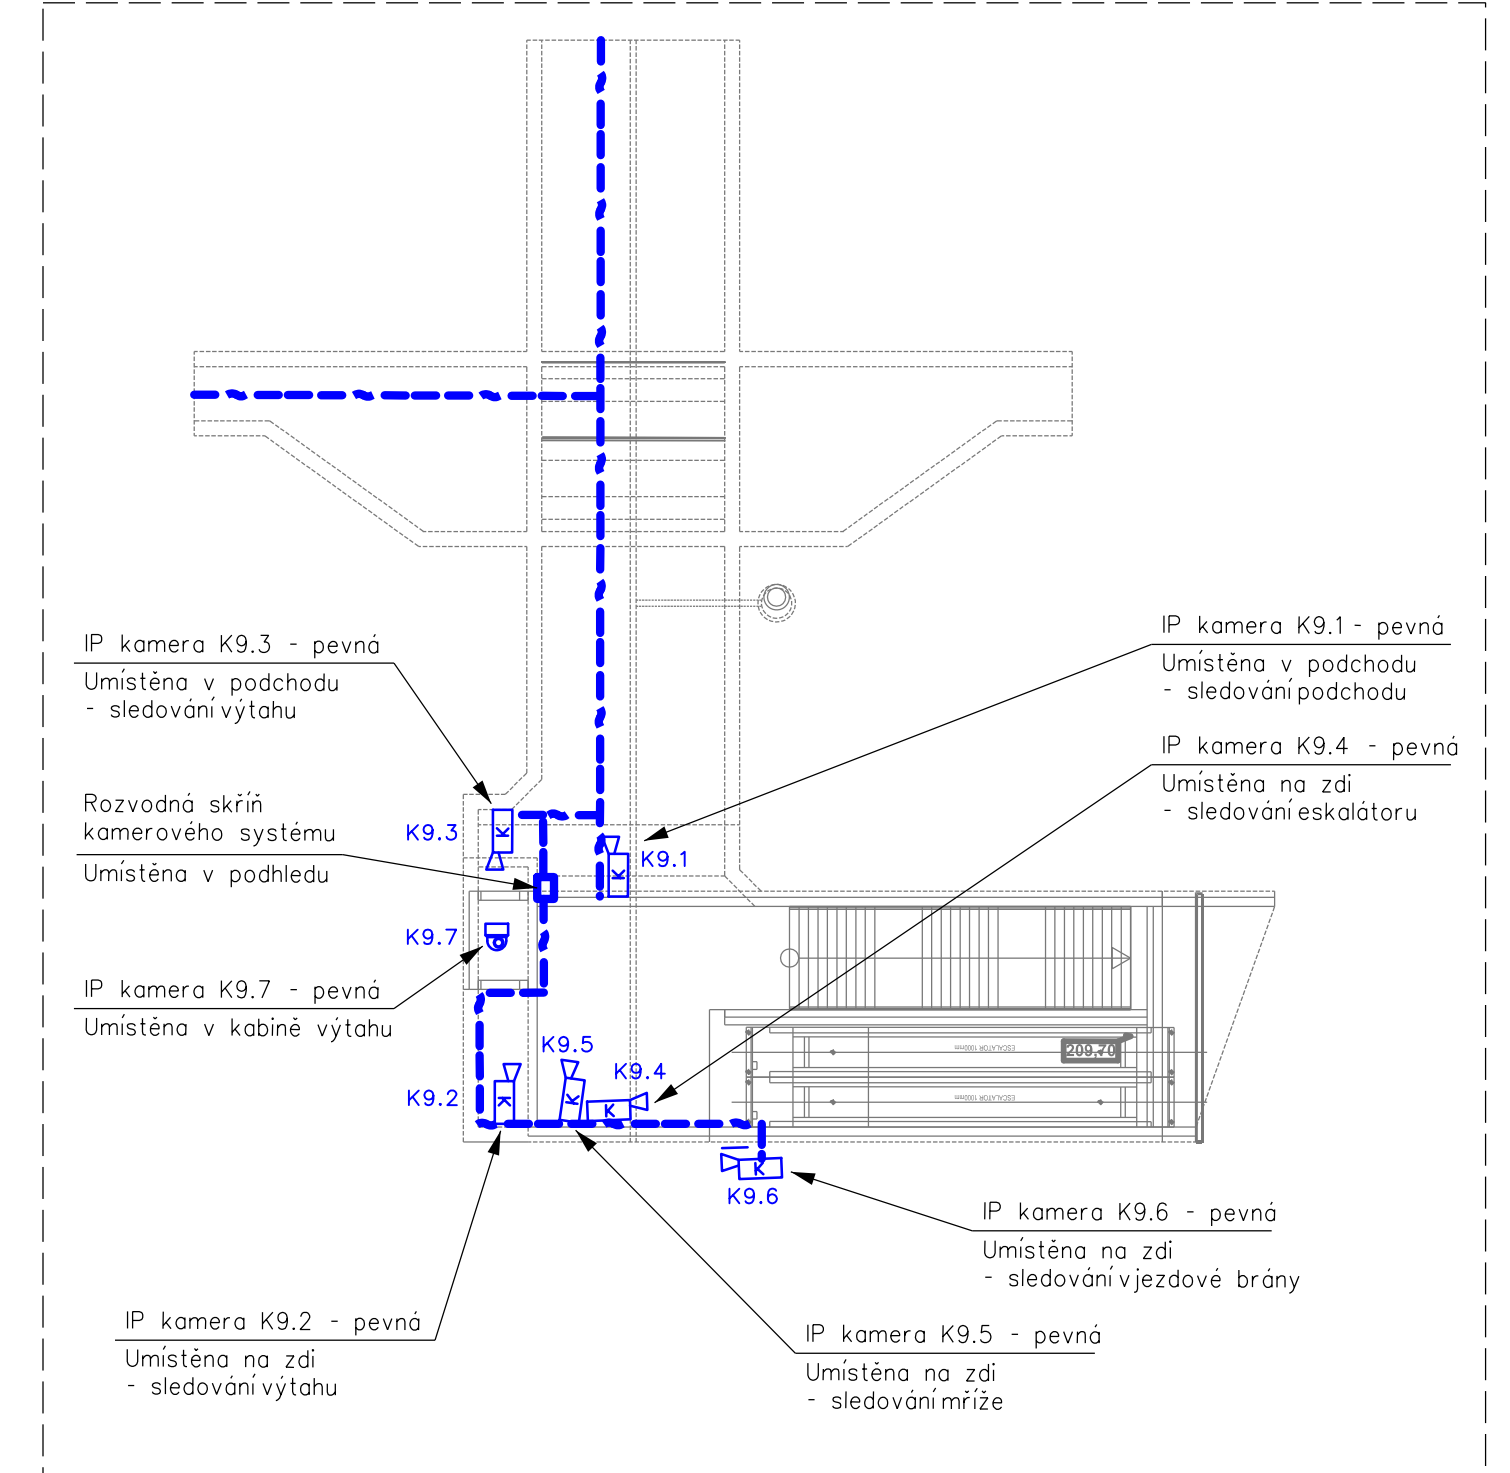 IP kamera K9.3 - pevná
Umístěna v podchodu
- sledování výtahu
Rozvodná skříň
kamerového systému
Umístěna v podhledu
IP kamera K9.7 - pevná
Umístěna v kabině výtahu
IP kamera K9.1 - pevná
Umístěna v podchodu
- sledování podchodu
IP kamera K9.4 - pevná
Umístěna na zdi
- sledování eskalátoru
K9.3
K
K9.1
K
K9.7
K9.5
K9.4
K9.2
K
K
K
K
K9.6
ESCALATOR 1000mm
209,70
ESCALATOR 1000mm
IP kamera K9.6 - pevná
Umístěna na zdi
- sledování vjezdové brány
IP kamera K9.2 - pevná
Umístěna na zdi
- sledování výtahu
IP kamera K9.5 - pevná
Umístěna na zdi
- sledování mříže